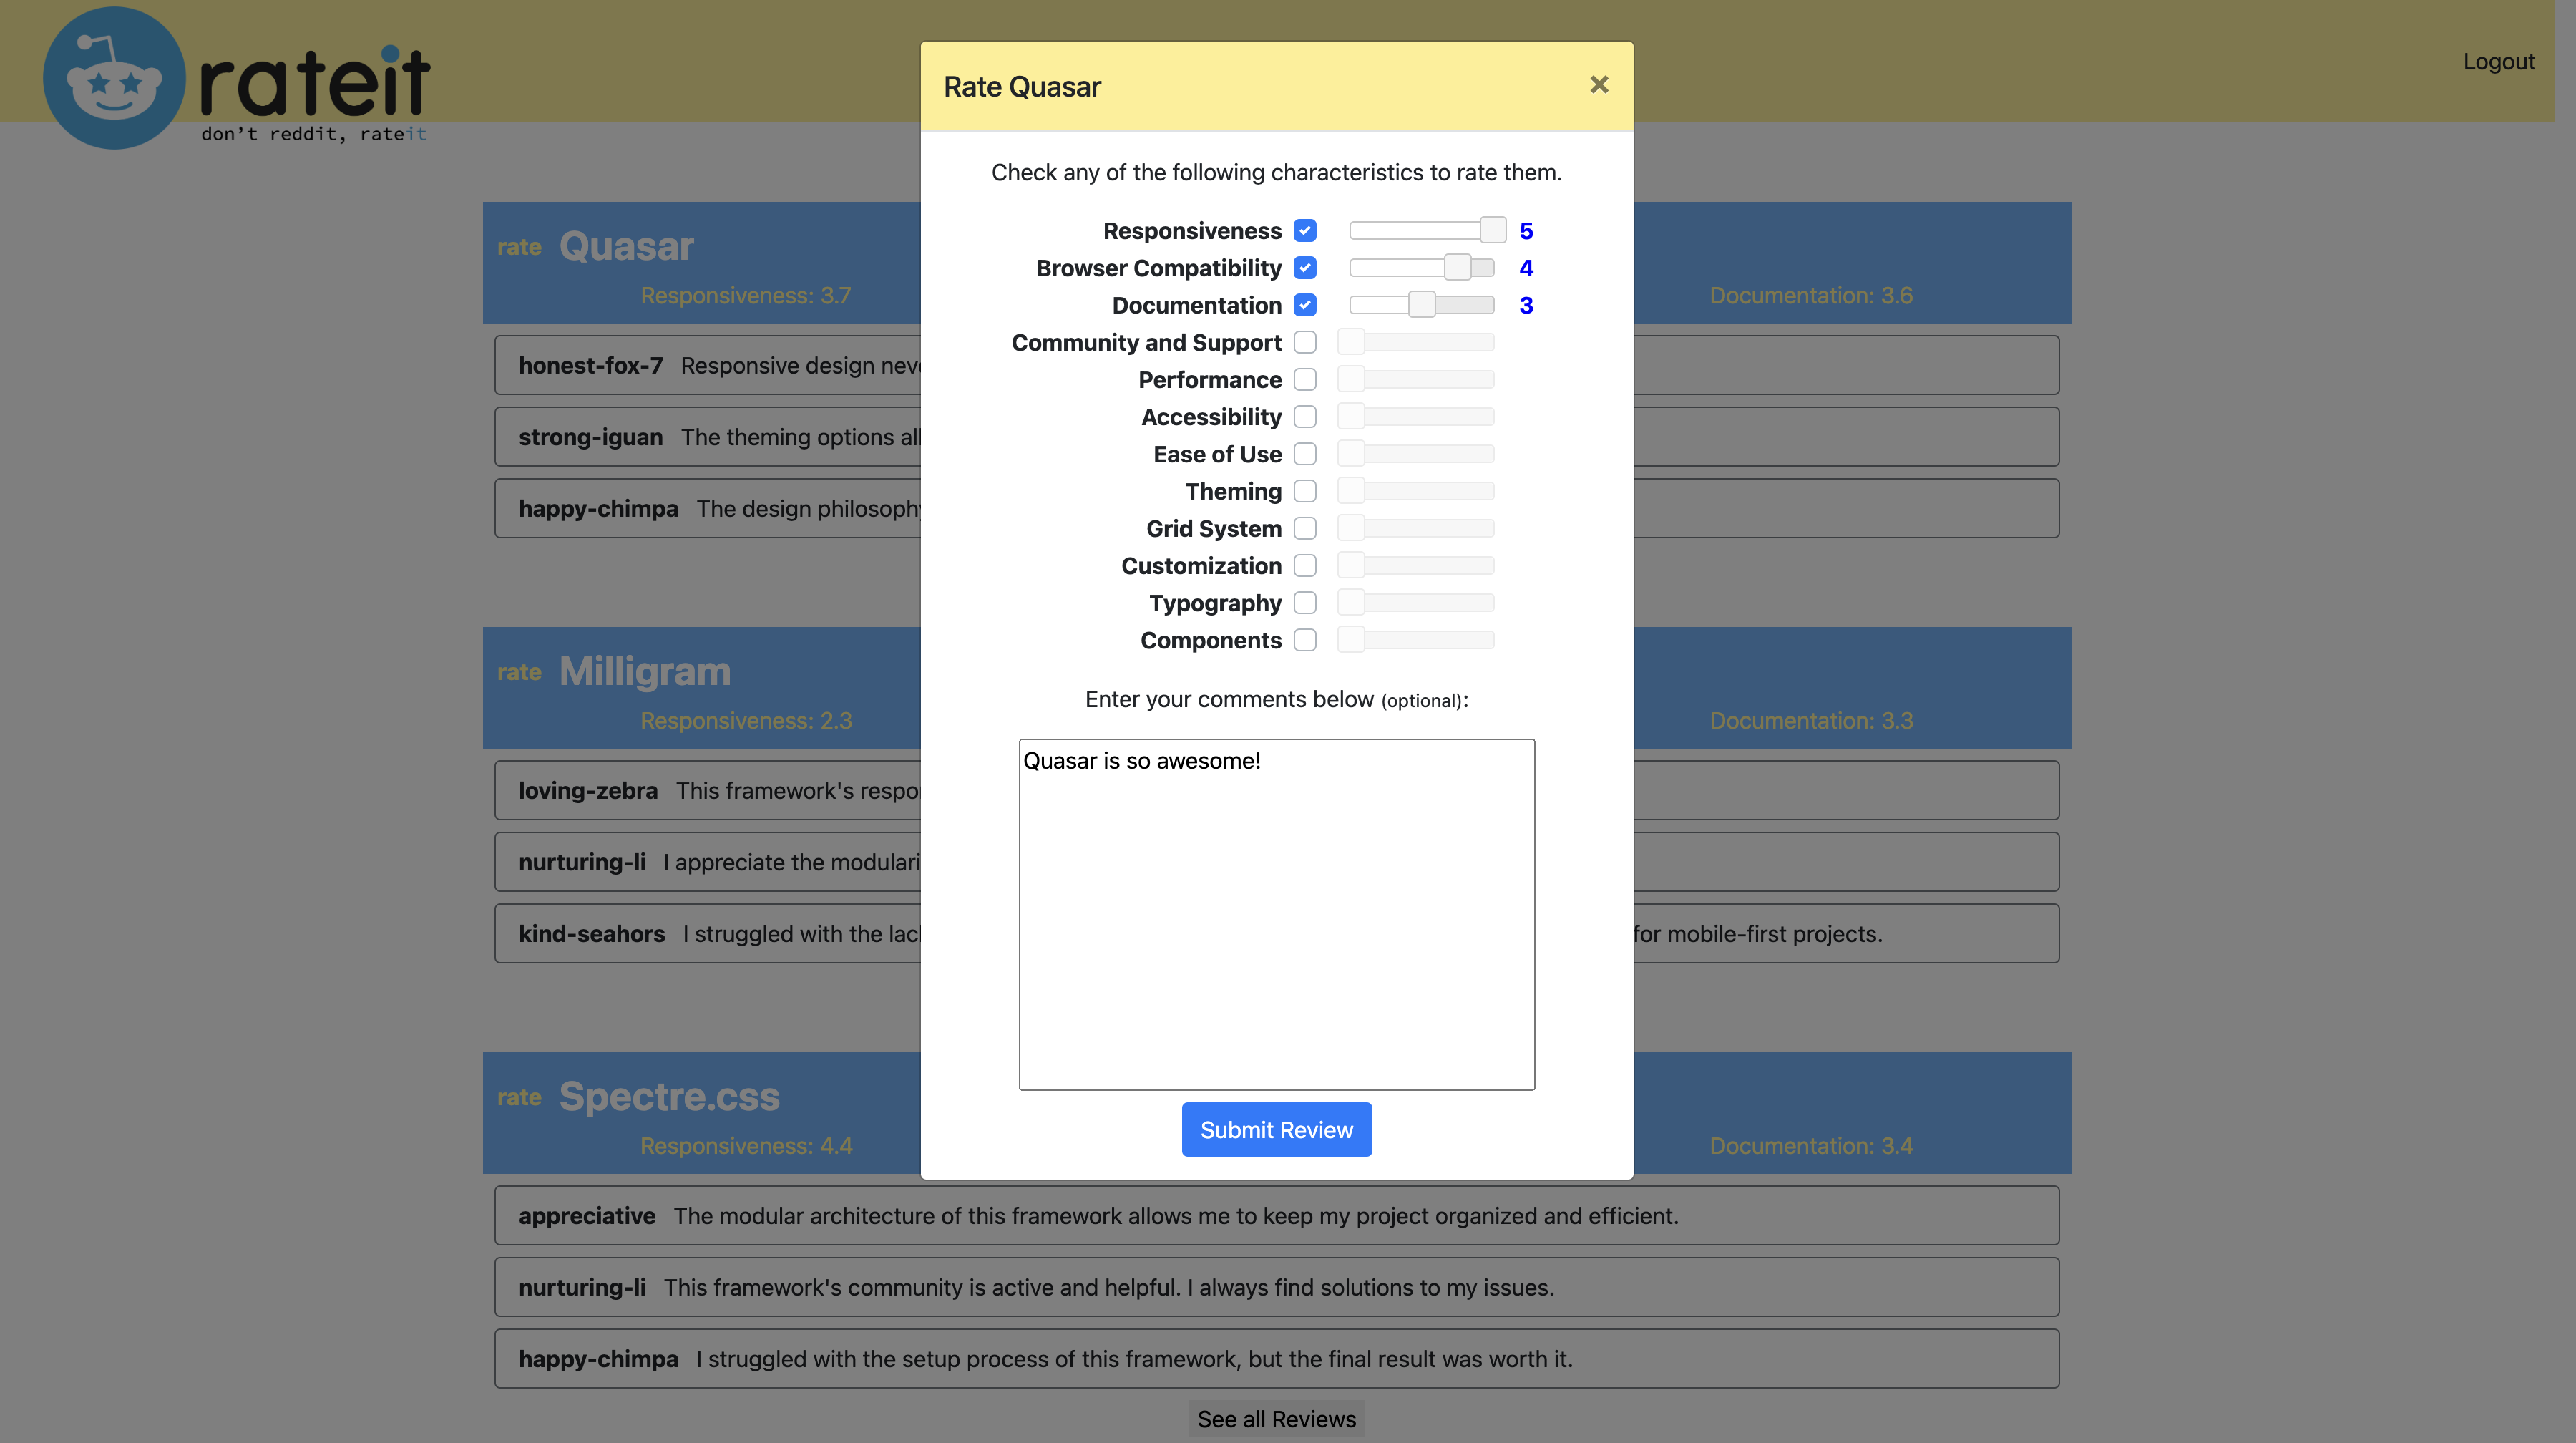 rateit
don't reddit, rateit
Logout
Rate Quasar ×
Check any of the following characteristics to rate them.
Responsiveness 5
Browser Compatibility 4
Documentation 3
Community and Support
Performance
Accessibility
Ease of Use
Theming
Grid System
Customization
Typography
Components
Enter your comments below (optional):
Quasar is so awesome!
Submit Review
rate Quasar
Responsiveness: 3.7 Documentation: 3.6
honest-fox-7 Responsive design
strong-iguan The theming options
happy-chimpa The design
rate Milligram
Responsiveness: 2.3 Documentation: 3.3
loving-zebra This framework's
nurturing-li I appreciate the
kind-seahors I struggled with the for mobile-first projects.
rate Spectre.css
Responsiveness: 4.4 Documentation: 3.4
appreciative The modular architecture of this framework allows me to keep my project organized and efficient.
nurturing-li This framework's community is active and helpful. I always find solutions to my issues.
happy-chimpa I struggled with the setup process of this framework, but the final result was worth it.
See all Reviews